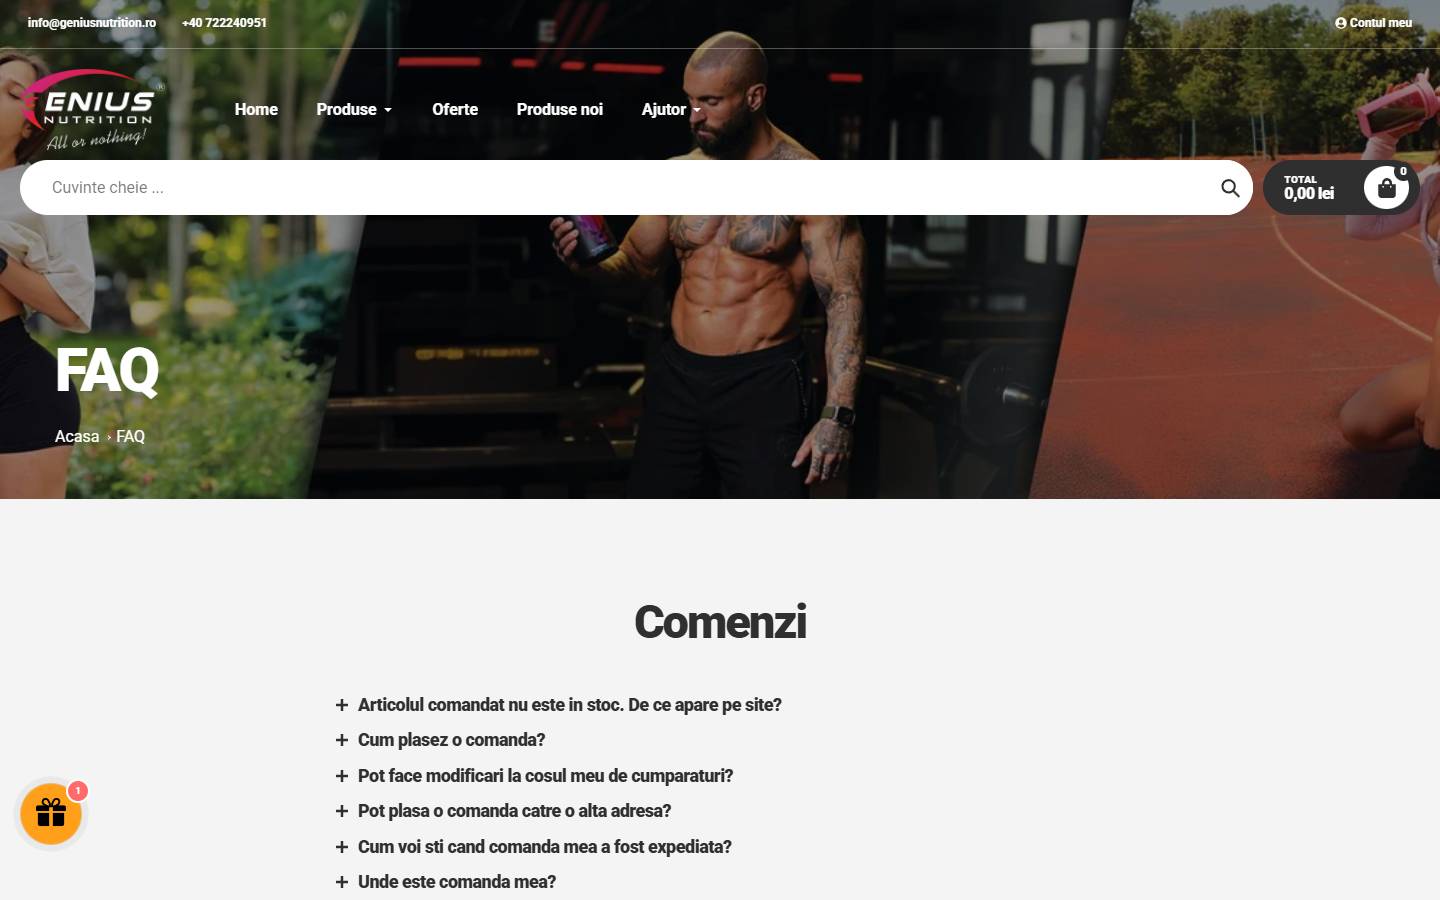 info@geniusnutrition.ro +40 722240951 Contul meu
ENIUS®
NUTRITION
All or nothing!
Home Produse Oferte Produse noi Ajutor
Cuvinte cheie ...
TOTAL
0,00 lei
0
FAQ
Acasa › FAQ
Comenzi
Articolul comandat nu este in stoc. De ce apare pe site?
Cum plasez o comanda?
Pot face modificari la cosul meu de cumparaturi?
Pot plasa o comanda catre o alta adresa?
Cum voi sti cand comanda mea a fost expediata?
Unde este comanda mea?
1